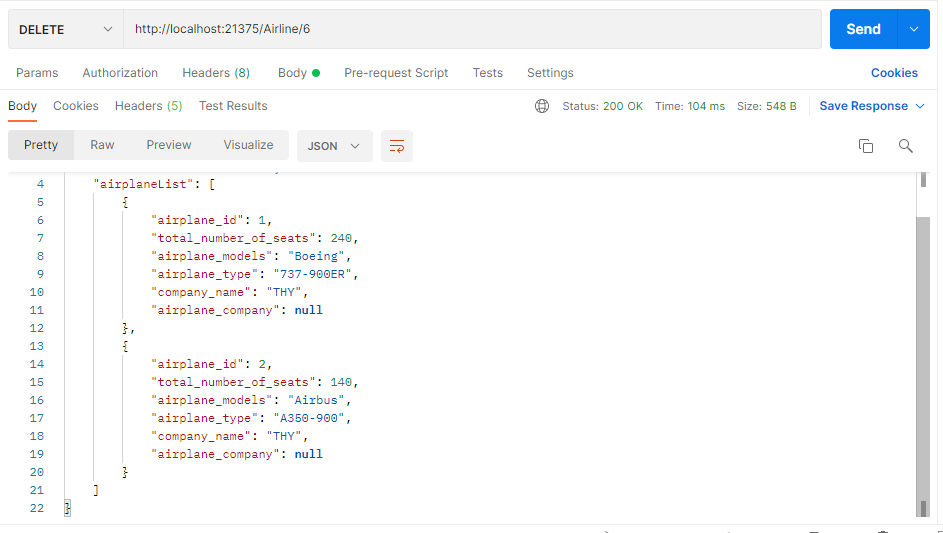 DELETE http://localhost:21375/Airline/6 Send
Params Authorization Headers (8) Body Pre-request Script Tests Settings Cookies
Body Cookies Headers (5) Test Results Status: 200 OK Time: 104 ms Size: 548 B Save Response
Pretty Raw Preview Visualize JSON
4 "airplaneList": [
5 {
6 "airplane_id": 1,
7 "total_number_of_seats": 240,
8 "airplane_models": "Boeing",
9 "airplane_type": "737-900ER",
10 "company_name": "THY",
11 "airplane_company": null
12 },
13 {
14 "airplane_id": 2,
15 "total_number_of_seats": 140,
16 "airplane_models": "Airbus",
17 "airplane_type": "A350-900",
18 "company_name": "THY",
19 "airplane_company": null
20 }
21 ]
22 }